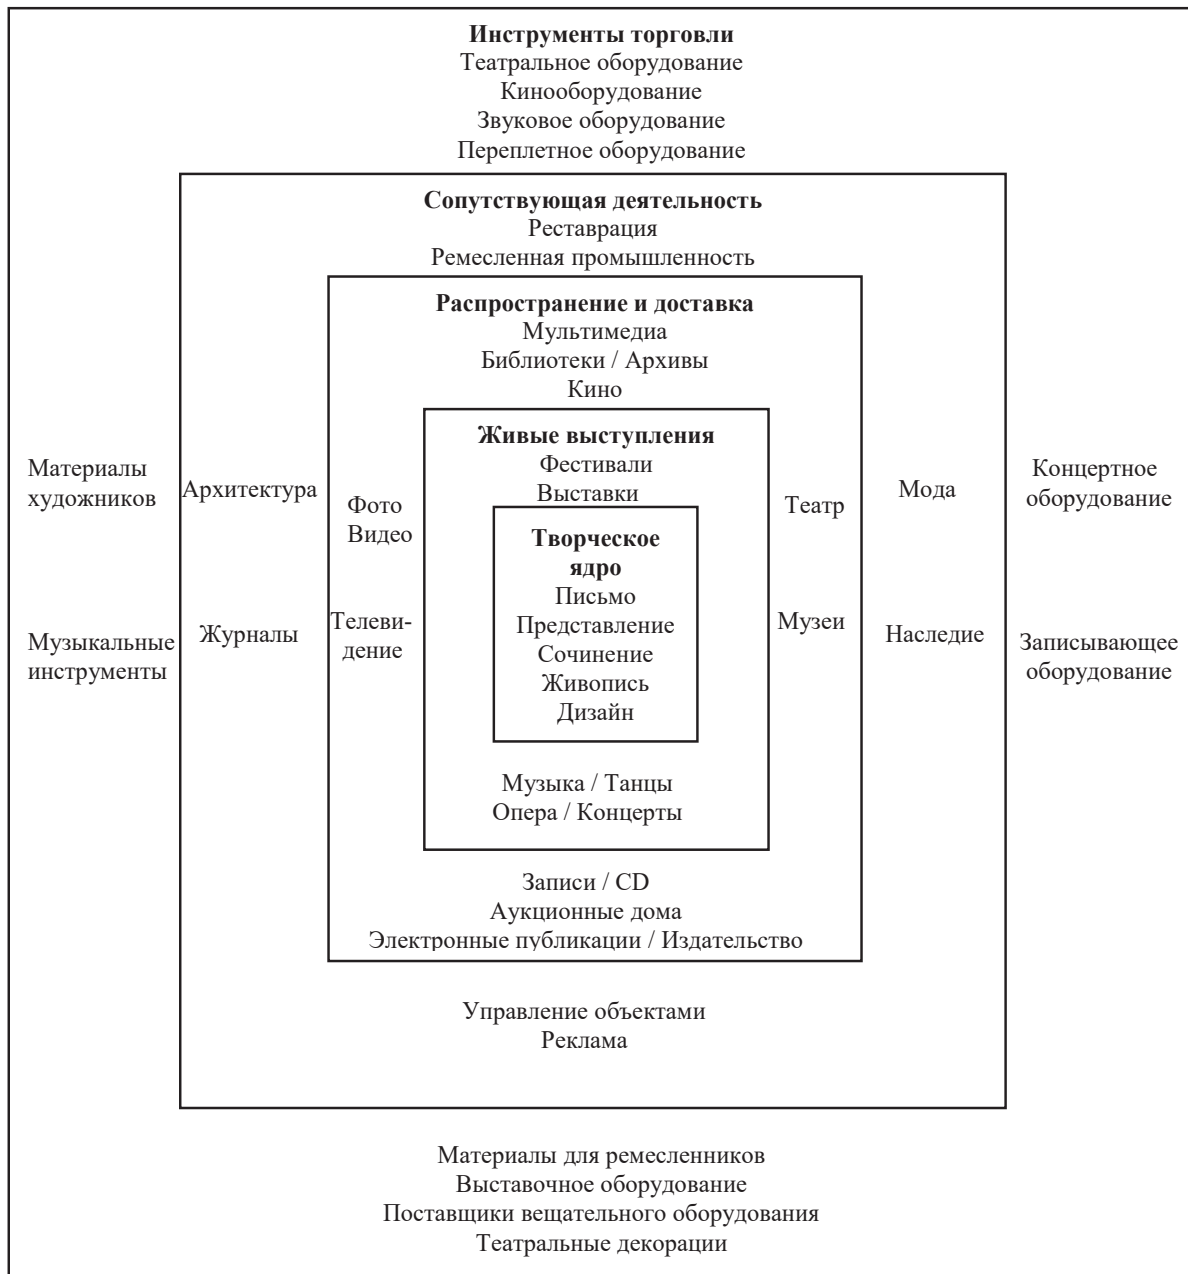 Инструменты торговли
Театральное оборудование
Кинооборудование
Звуковое оборудование
Переплетное оборудование
Сопутствующая деятельность
Реставрация
Ремесленная промышленность
Распространение и доставка
Мультимедиа
Библиотеки / Архивы
Кино
Живые выступления
Фестивали
Выставки
Материалы
художников
Архитектура
Фото
Видео
Театр
Мода
Концертное
оборудование
Творческое
ядро
Письмо
Представление
Сочинение
Живопись
Дизайн
Музыкальные
инструменты
Журналы
Телеви-
дение
Музеи
Наследие
Записывающее
оборудование
Музыка / Танцы
Опера / Концерты
Записи / CD
Аукционные дома
Электронные публикации / Издательство
Управление объектами
Реклама
Материалы для ремесленников
Выставочное оборудование
Поставщики вещательного оборудования
Театральные декорации